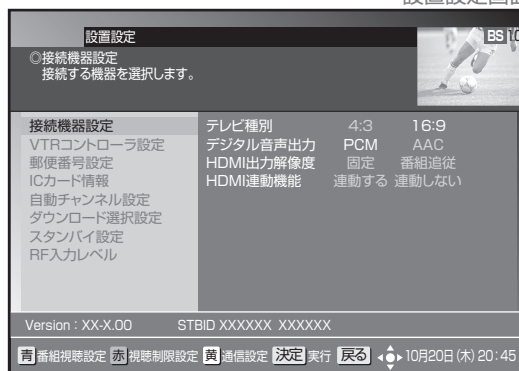 設置設定
◎接続機器設定
接続する機器を選択します。
BS
接続機器設定
VTRコントローラ設定
郵便番号設定
ICカード情報
自動チャンネル設定
ダウンロード選択設定
スタンバイ設定
RF入力レベル
テレビ種別 4:3 16:9
デジタル音声出力 PCM AAC
HDMI出力解像度 固定 番組追従
HDMI連動機能 連動する 連動しない
Version : XX-X.00 STBID XXXXXX XXXXXX
青 番組視聴設定 赤 視聴制限設定 黄 通信設定 決定 実行 戻る 10月20日(木) 20:45